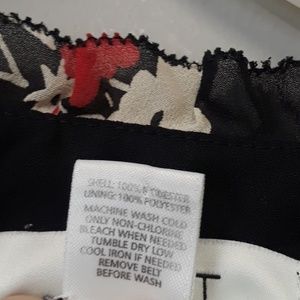 SHELL: 100% POLYESTER
LINING: 100% POLYESTER
MACHINE WASH COLD
ONLY NON-CHLORINE
BLEACH WHEN NEEDED
TUMBLE DRY LOW
COOL IRON IF NEEDED
REMOVE BELT
BEFORE WASH